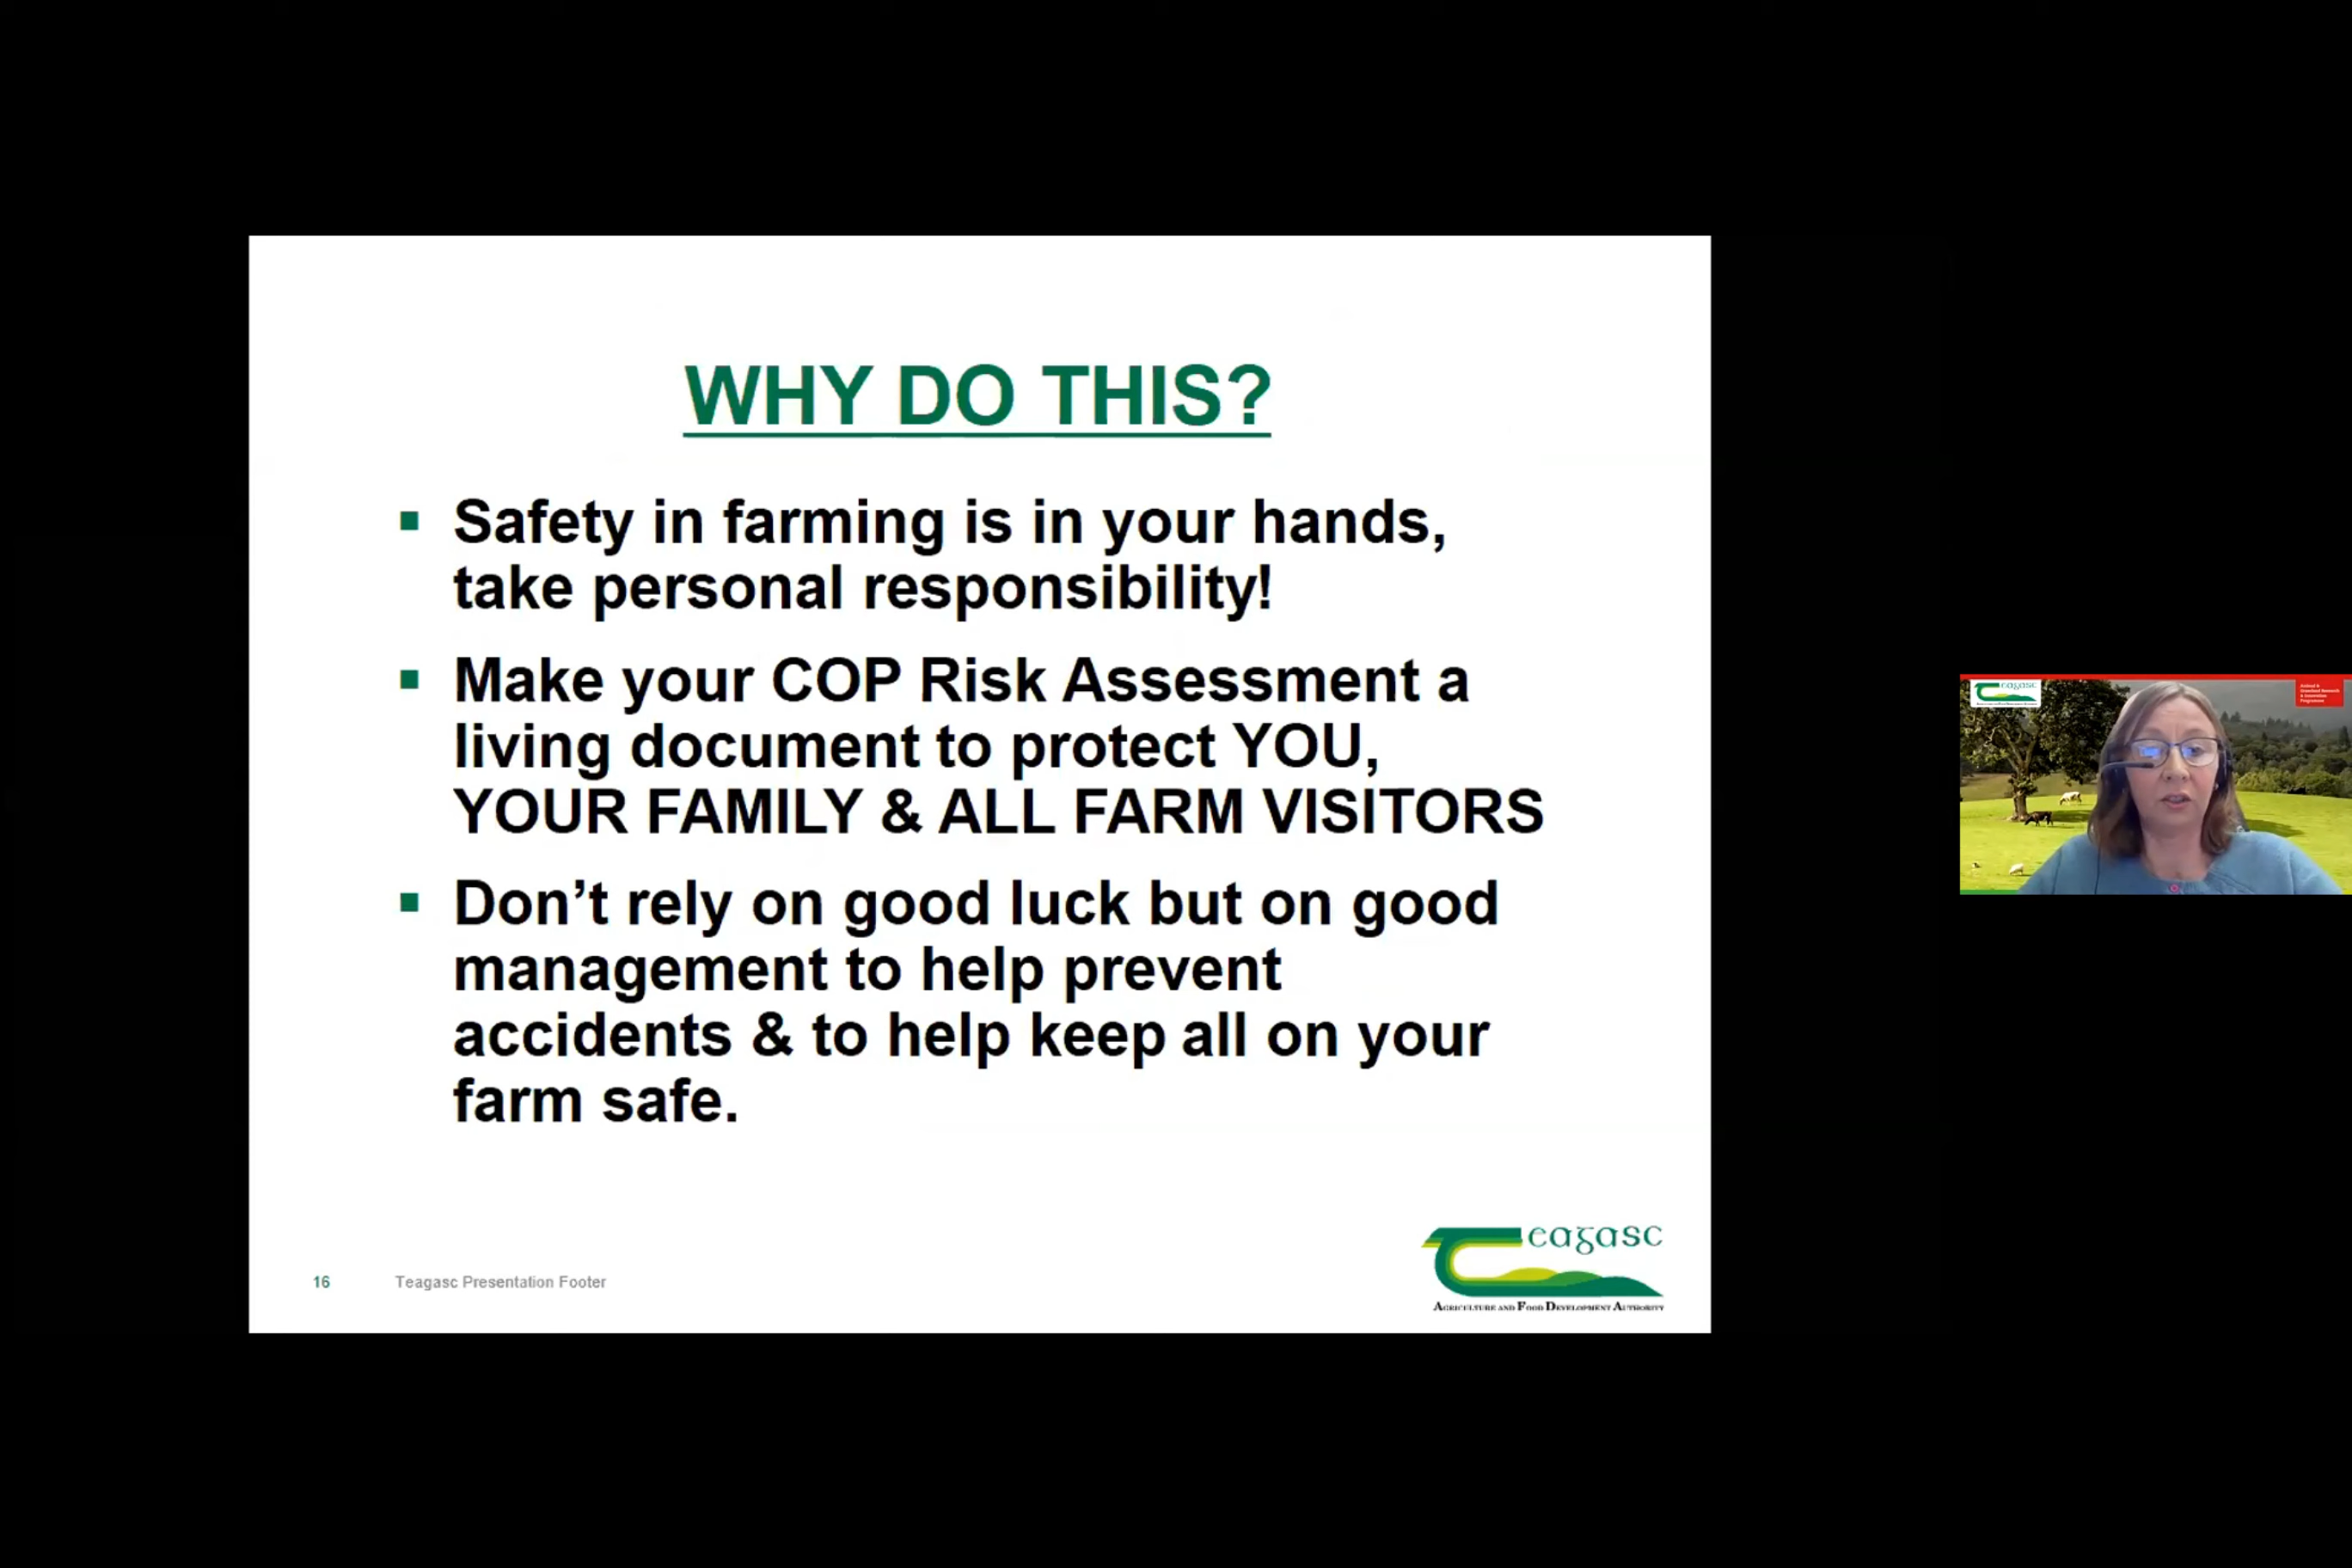 WHY DO THIS?
Safety in farming is in your hands,
take personal responsibility!
Make your COP Risk Assessment a
living document to protect YOU,
YOUR FAMILY & ALL FARM VISITORS
Don’t rely on good luck but on good
management to help prevent
accidents & to help keep all on your
farm safe.
16 Teagasc Presentation Footer
eagasc
AGRICULTURE AND FOOD DEVELOPMENT AUTHORITY
eagasc